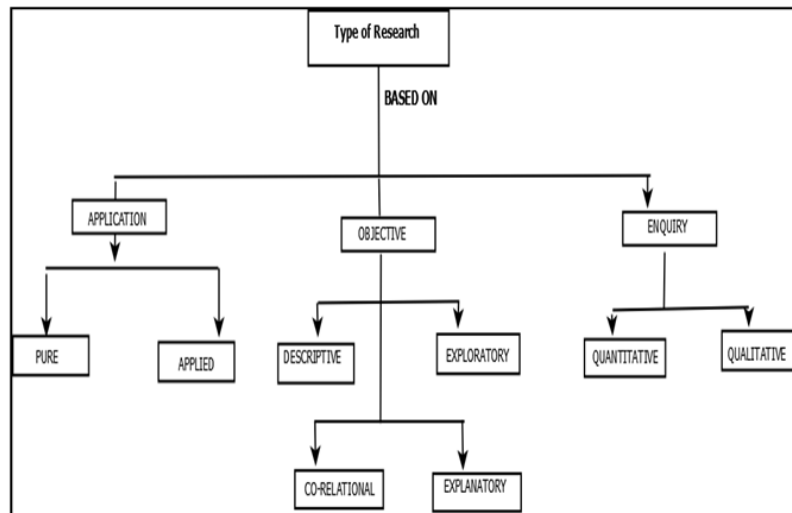 Type of Research
BASED ON
APPLICATION
OBJECTIVE
ENQUIRY
PURE
APPLIED
DESCRIPTIVE
EXPLORATORY
QUANTITATIVE
QUALITATIVE
CO-RELATIONAL
EXPLANATORY